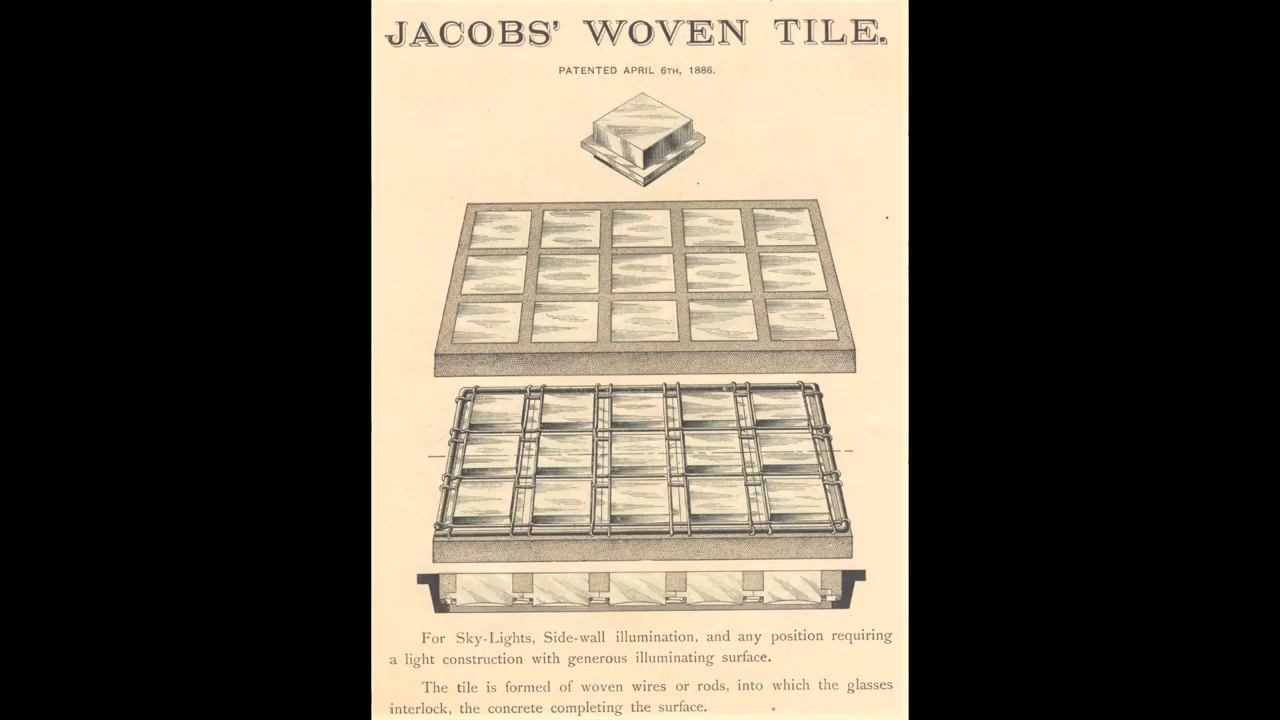 JACOBS' WOVEN TILE.
PATENTED APRIL 6TH, 1886.
For Sky-Lights, Side-wall illumination, and any position requiring
a light construction with generous illuminating surface.
The tile is formed of woven wires or rods, into which the glasses
interlock, the concrete completing the surface.